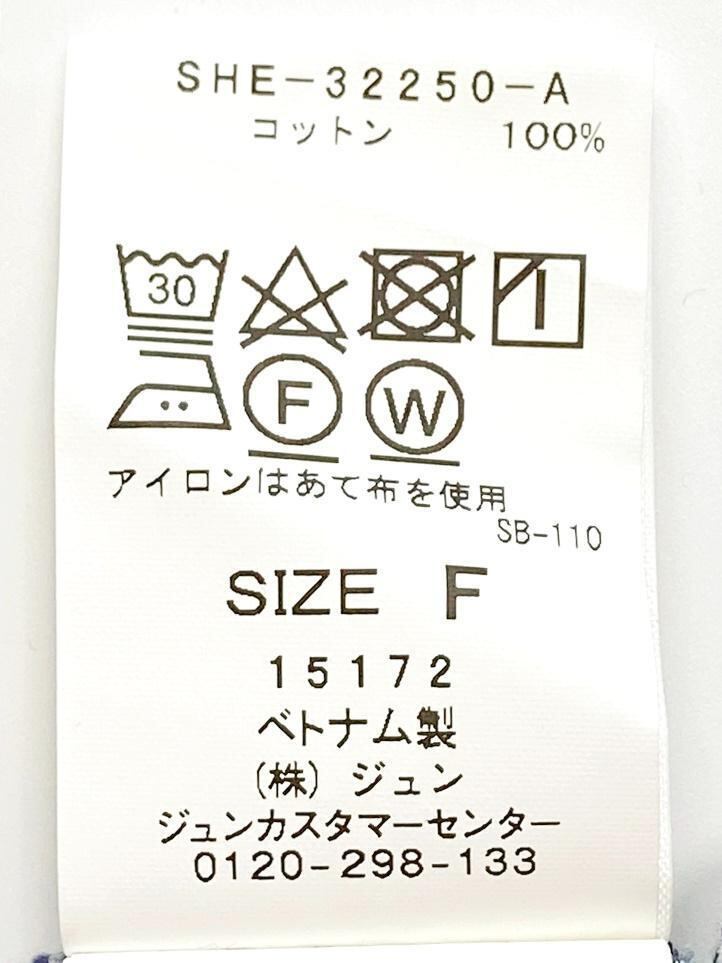 SHE-32250-A
コットン 100%
30
F W
アイロンはあて布を使用
SB-110
SIZE F
15172
ベトナム製
(株) ジュン
ジュンカスタマーセンター
0120-298-133